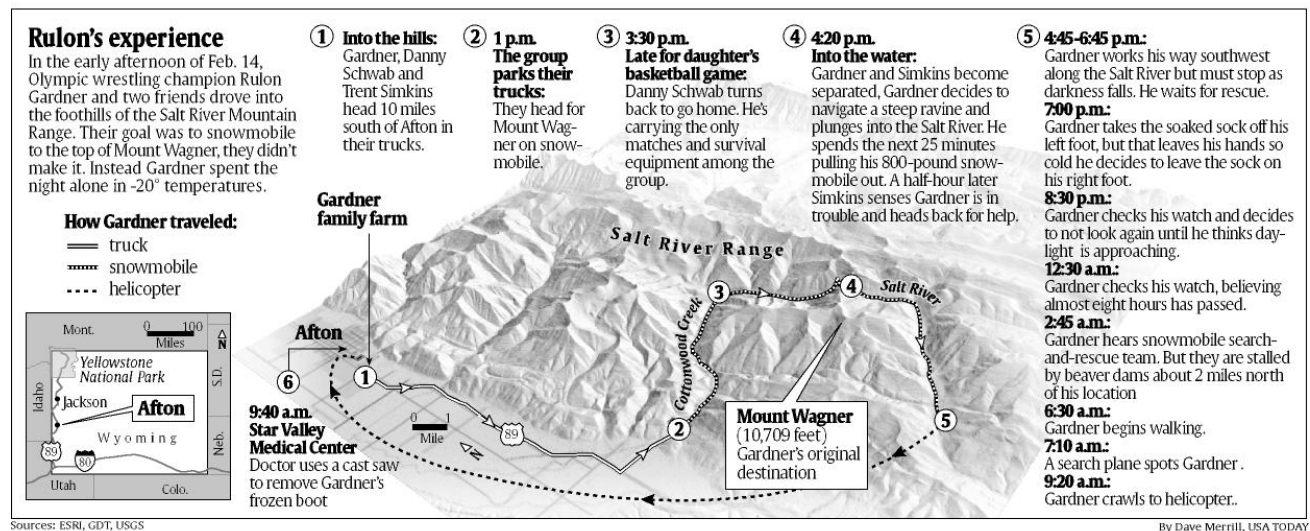 Rulon's experience
In the early afternoon of Feb. 14,
Olympic wrestling champion Rulon
Gardner and two friends drove into
the foothills of the Salt River Mountain
Range. Their goal was to snowmobile
to the top of Mount Wagner, they didn't
make it. Instead Gardner spent the
night alone in -20° temperatures.
How Gardner traveled:
truck
snowmobile
helicopter
1 Into the hills:
Gardner, Danny
Schwab and
Trent Simkins
head 10 miles
south of Afton in
their trucks.
2 1 p.m.
The group
parks their
trucks:
They head for
Mount Wag-
ner on snow-
mobile.
3 3:30 p.m.
Late for daughter's
basketball game:
Danny Schwab turns
back to go home. He's
carrying the only
matches and survival
equipment among the
group.
4 4:20 p.m.
Into the water:
Gardner and Simkins become
separated, Gardner decides to
navigate a steep ravine and
plunges into the Salt River. He
spends the next 25 minutes
pulling his 800-pound snow-
mobile out. A half-hour later
Simkins senses Gardner is in
trouble and heads back for help.
5 4:45-6:45 p.m.:
Gardner works his way southwest
along the Salt River but must stop as
darkness falls. He waits for rescue.
7:00 p.m.:
Gardner takes the soaked sock off his
left foot, but that leaves his hands so
cold he decides to leave the sock on
his right foot.
8:30 p.m.:
Gardner checks his watch and decides
to not look again until he thinks day-
light is approaching.
12:30 a.m.:
Gardner checks his watch, believing
almost eight hours has passed.
2:45 a.m.:
Gardner hears snowmobile search-
and-rescue team. But they are stalled
by beaver dams about 2 miles north
of his location
6:30 a.m.:
Gardner begins walking.
7:10 a.m.:
A search plane spots Gardner .
9:20 a.m.:
Gardner crawls to helicopter..
Gardner
family farm
Salt River Range
Salt River
Cottonwood Creek
3
4
Afton
6
1
2
5
9:40 a.m.
Star Valley
Medical Center
Doctor uses a cast saw
to remove Gardner's
frozen boot
0 1
Mile
N
89
Mount Wagner
(10,709 feet)
Gardner's original
destination
Mont.
0 100
Miles
N
Yellowstone
National Park
Idaho
S.D.
Jackson
Afton
Wyoming
Neb.
89
80
Utah
Colo.
Sources: ESRI, GDT, USGS
By Dave Merrill, USA TODAY